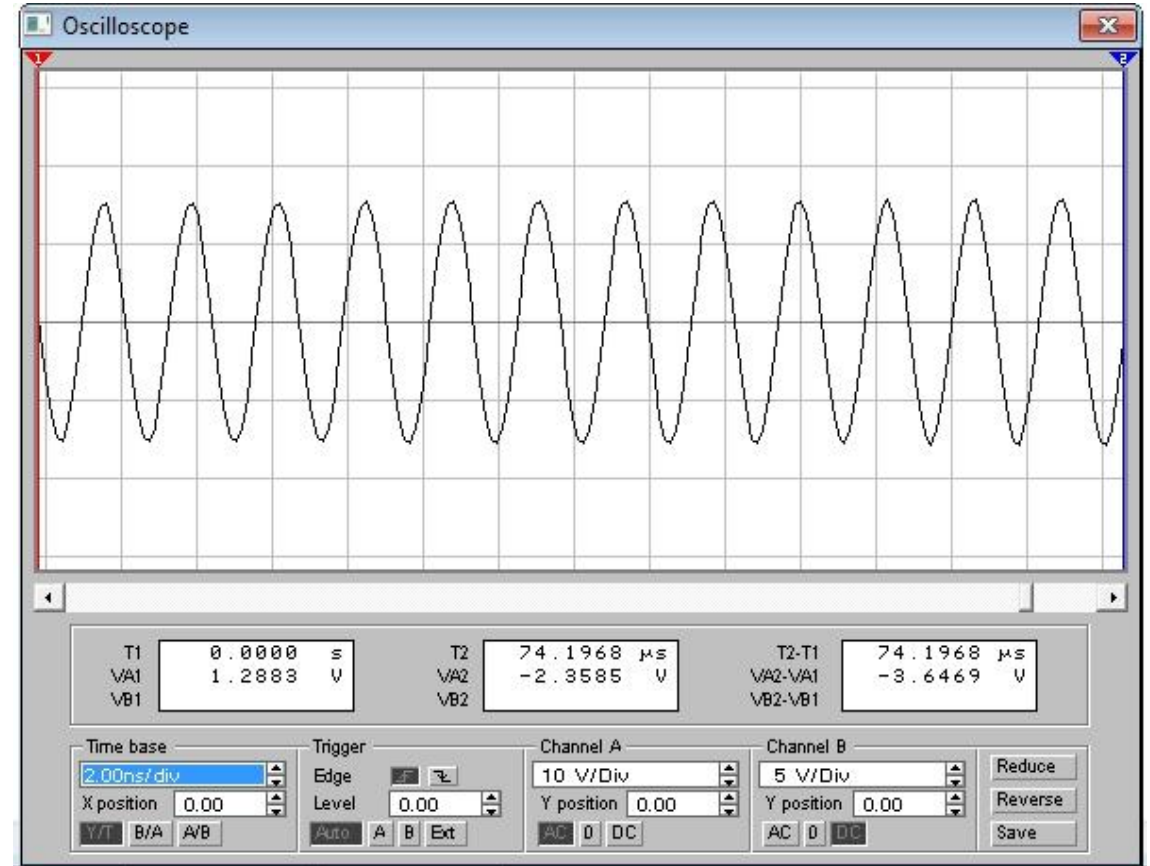 Oscilloscope
1
2
T1 0.0000 s T2 74.1968 µs T2-T1 74.1968 µs
VA1 1.2883 V VA2 -2.3585 V VA2-VA1 -3.6469 V
VB1 VB2 VB2-VB1
Time base Trigger Channel A Channel B
2.00ns/div Edge 10 V/Div 5 V/Div Reduce
X position 0.00 Level 0.00 Y position 0.00 Y position 0.00 Reverse
Y/T B/A A/B Auto A B Ext AC 0 DC AC 0 DC Save